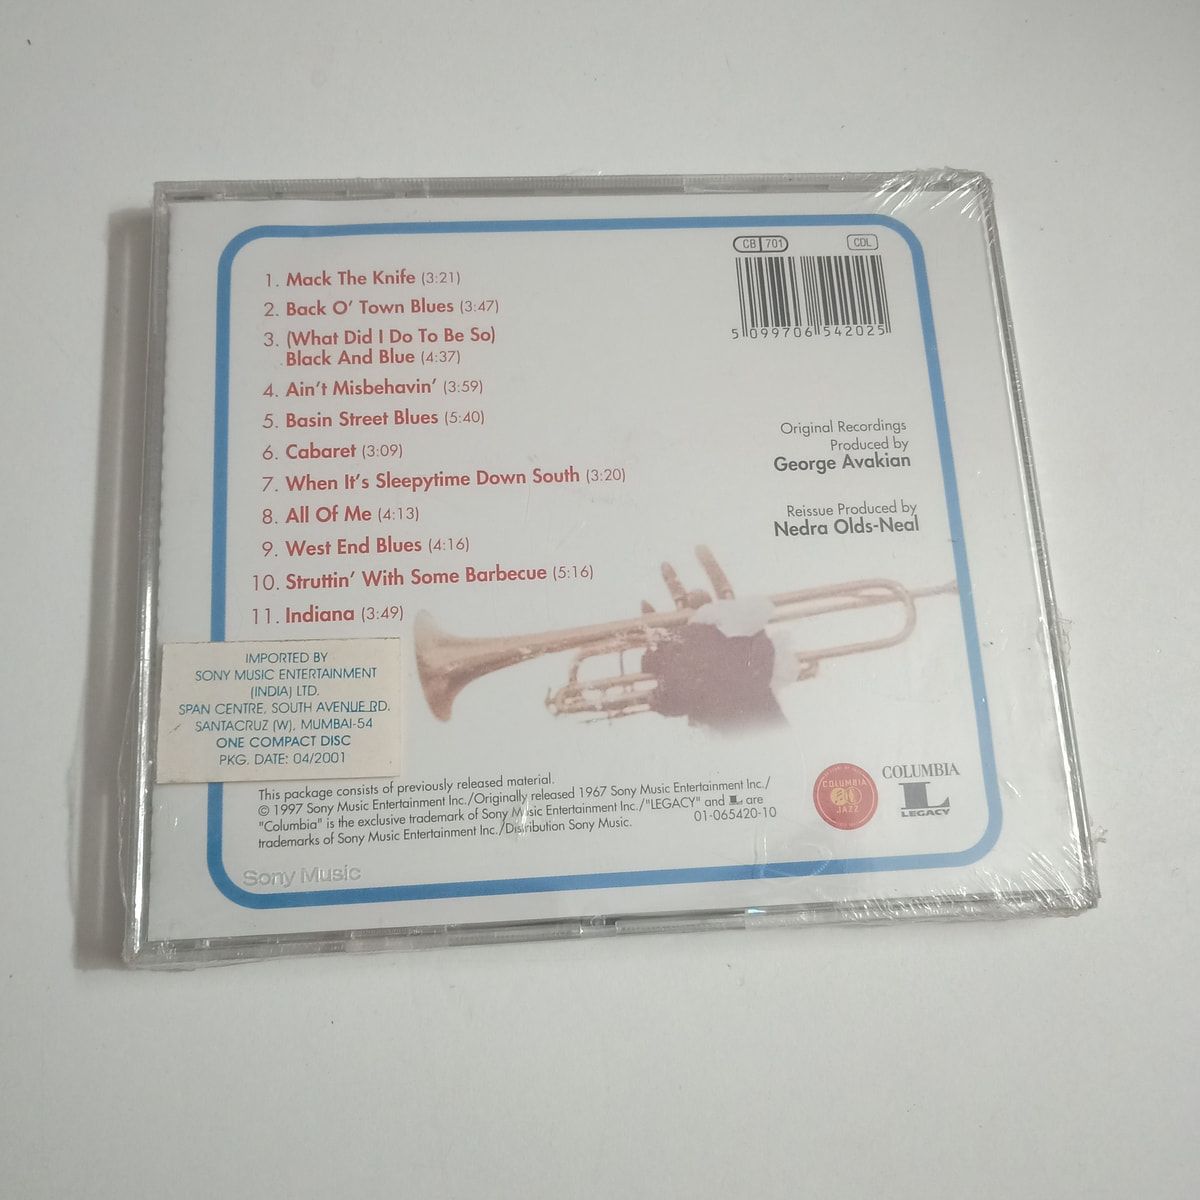 CB 701 CDL
5 099706 542025
1. Mack The Knife (3:21)
2. Back O' Town Blues (3:47)
3. (What Did I Do To Be So)
Black And Blue (4:37)
4. Ain't Misbehavin' (3:59)
5. Basin Street Blues (5:40)
6. Cabaret (3:09)
7. When It's Sleepytime Down South (3:20)
8. All Of Me (4:13)
9. West End Blues (4:16)
10. Struttin' With Some Barbecue (5:16)
11. Indiana (3:49)
Original Recordings
Produced by
George Avakian
Reissue Produced by
Nedra Olds-Neal
IMPORTED BY
SONY MUSIC ENTERTAINMENT
(INDIA) LTD.
SPAN CENTRE, SOUTH AVENUE RD.
SANTACRUZ (W), MUMBAI-54
ONE COMPACT DISC
PKG. DATE: 04/2001
This package consists of previously released material.
© 1997 Sony Music Entertainment Inc./Originally released 1967 Sony Music Entertainment Inc./
"Columbia" is the exclusive trademark of Sony Music Entertainment Inc./"LEGACY" and L are
trademarks of Sony Music Entertainment Inc./Distribution Sony Music.
01-065420-10
COLUMBIA
JAZZ
COLUMBIA
L
LEGACY
Sony Music